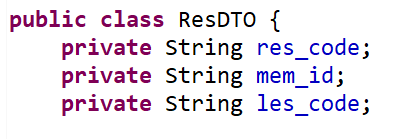 public class ResDTO {
    private String res_code;
    private String mem_id;
    private String les_code;